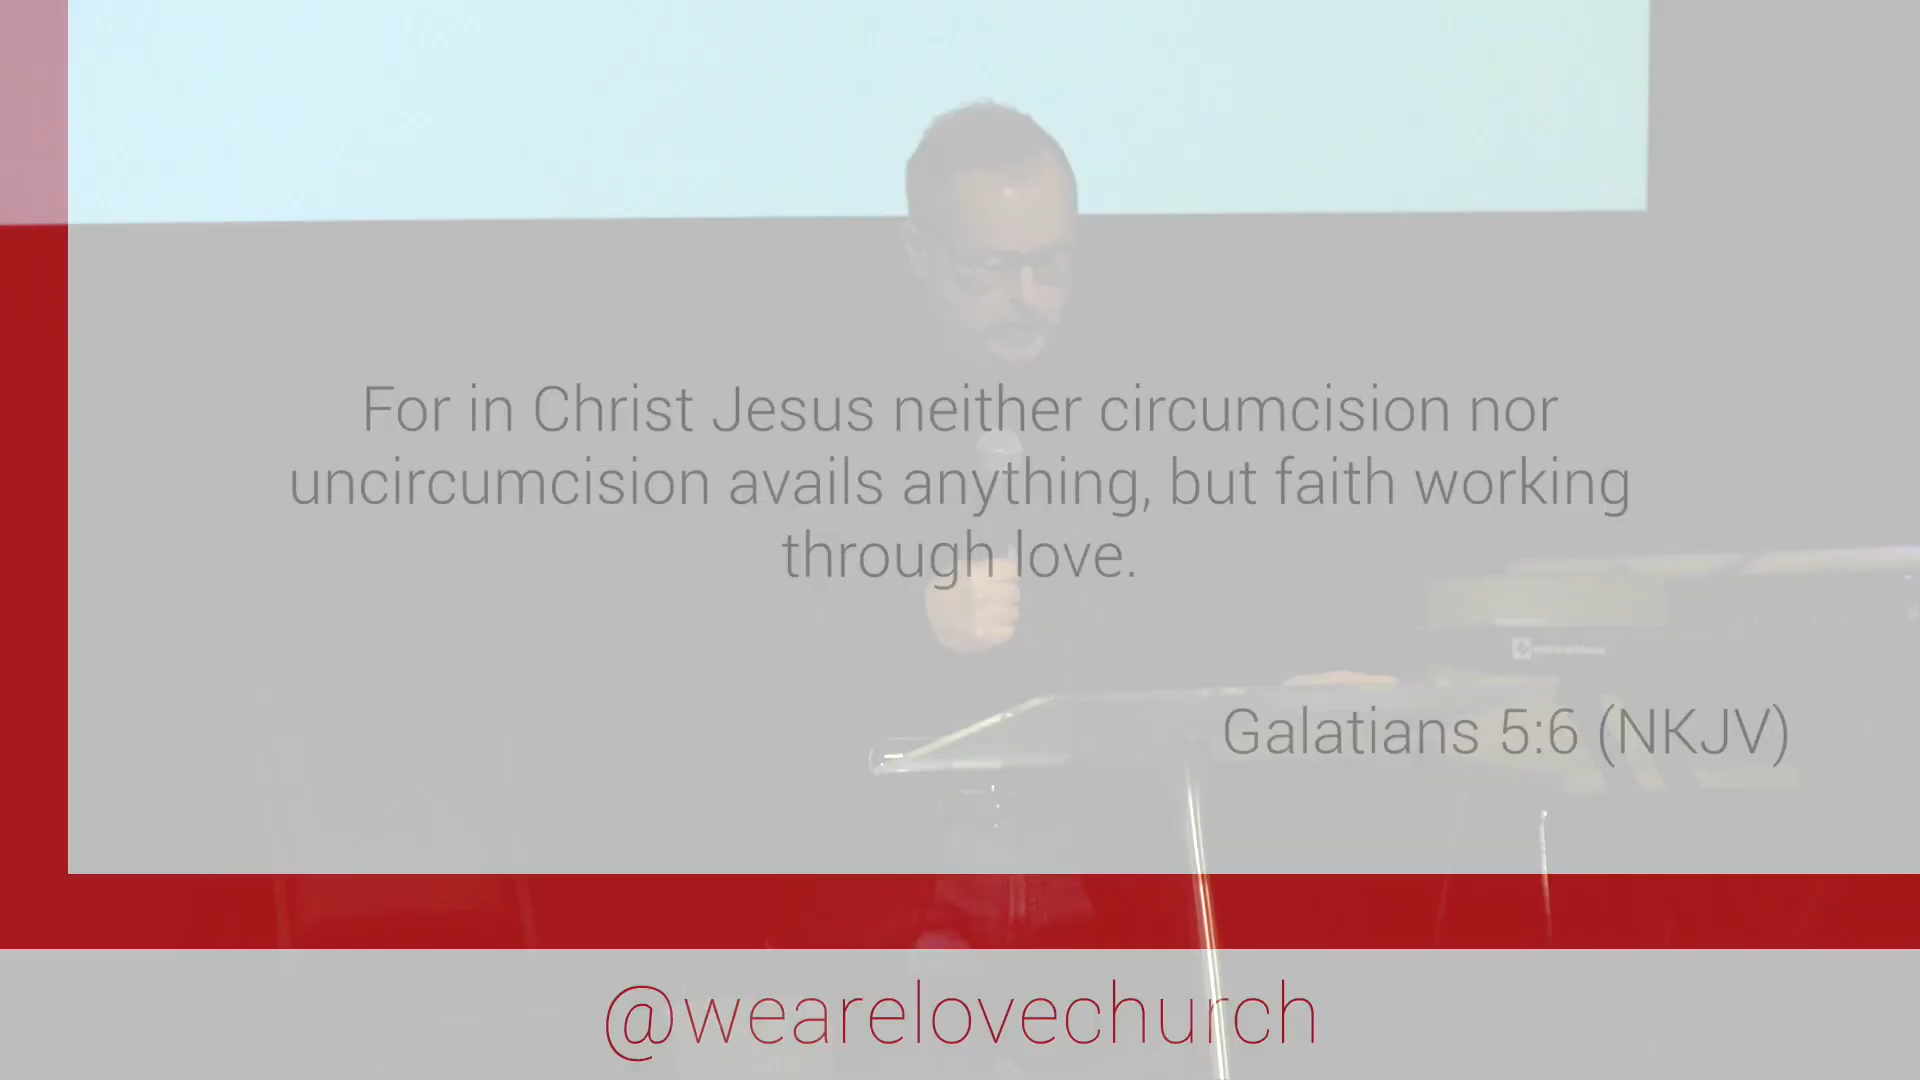 For in Christ Jesus neither circumcision nor
uncircumcision avails anything, but faith working
through love.
Galatians 5:6 (NKJV)
@wearelovechurch